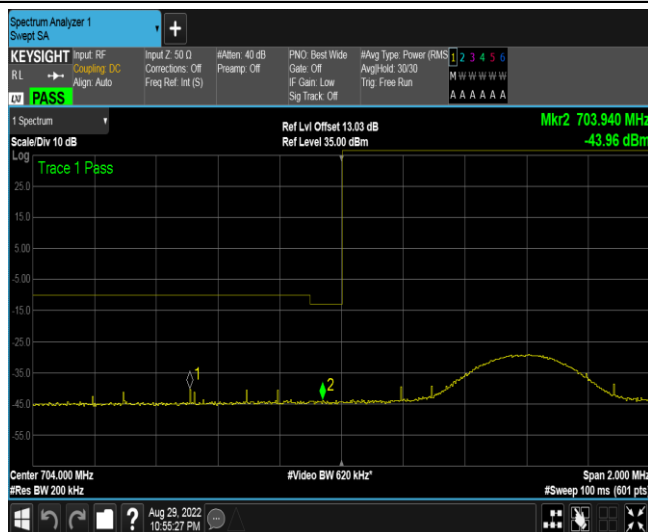 Spectrum Analyzer 1
Swept SA
+
KEYSIGHT Input: RF Input Z: 50 Ω #Atten: 40 dB PNO: Best Wide #Avg Type: Power (RMS 1 2 3 4 5 6
RL Coupling: DC Corrections: Off Preamp: Off Gate: Off Avg|Hold: 30/30 M W W W W W
Align: Auto Freq Ref: Int (S) IF Gain: Low Trig: Free Run
Sig Track: Off A A A A A A
LXI PASS
1 Spectrum Ref Lvl Offset 13.03 dB Mkr2 703.940 MHz
Scale/Div 10 dB Ref Level 35.00 dBm -43.96 dBm
Log
Trace 1 Pass
25.0
15.0
5.00
-5.00
-15.0
-25.0
-35.0
1
2
-45.0
-55.0
Center 704.000 MHz #Video BW 620 kHz* Span 2.000 MHz
#Res BW 200 kHz #Sweep 100 ms (601 pts)
? Aug 29, 2022
10:55:27 PM